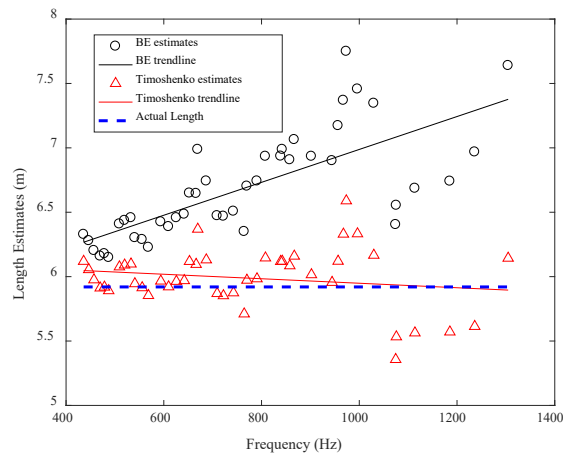 8
7.5
7
6.5
6
5.5
5
Length Estimates (m)
BE estimates
BE trendline
Timoshenko estimates
Timoshenko trendline
Actual Length
400
600
800
1000
1200
1400
Frequency (Hz)